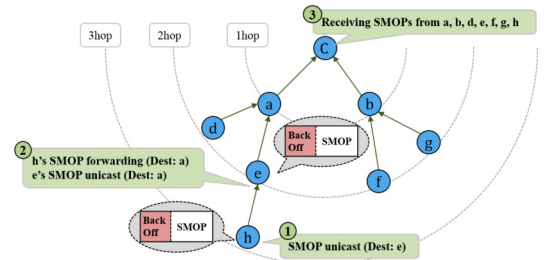 3
Receiving SMOPs from a, b, d, e, f, g, h
3hop
2hop
1hop
C
a
b
d
g
Back
Off
SMOP
2
h's SMOP forwarding (Dest: a)
e's SMOP unicast (Dest: a)
e
f
Back
Off
SMOP
h
1
SMOP unicast (Dest: e)